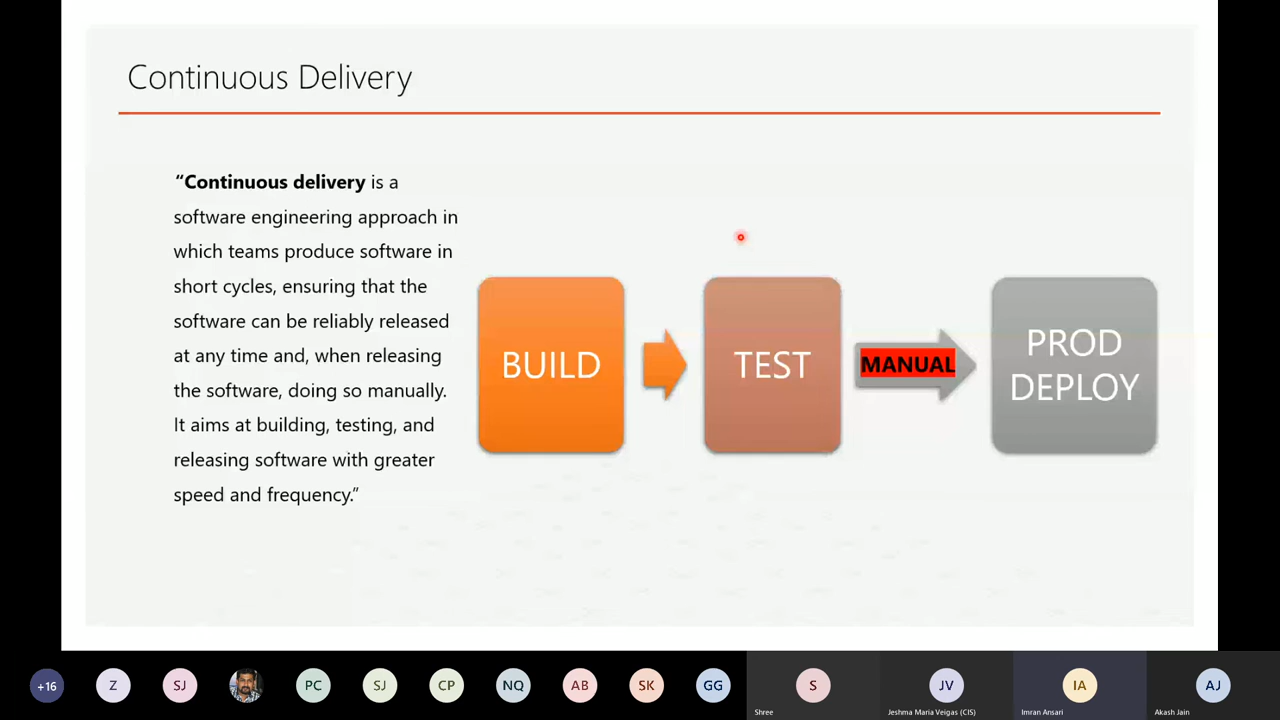 Continuous Delivery
“Continuous delivery is a
software engineering approach in
which teams produce software in
short cycles, ensuring that the
software can be reliably released
at any time and, when releasing
the software, doing so manually.
It aims at building, testing, and
releasing software with greater
speed and frequency.”
BUILD
TEST
MANUAL
PROD
DEPLOY
+16
Z
SJ
PC
SJ
CP
NQ
AB
SK
GG
S
JV
IA
AJ
Shree
Jeshma Maria Veigas (CIS)
Imran Ansari
Akash Jain